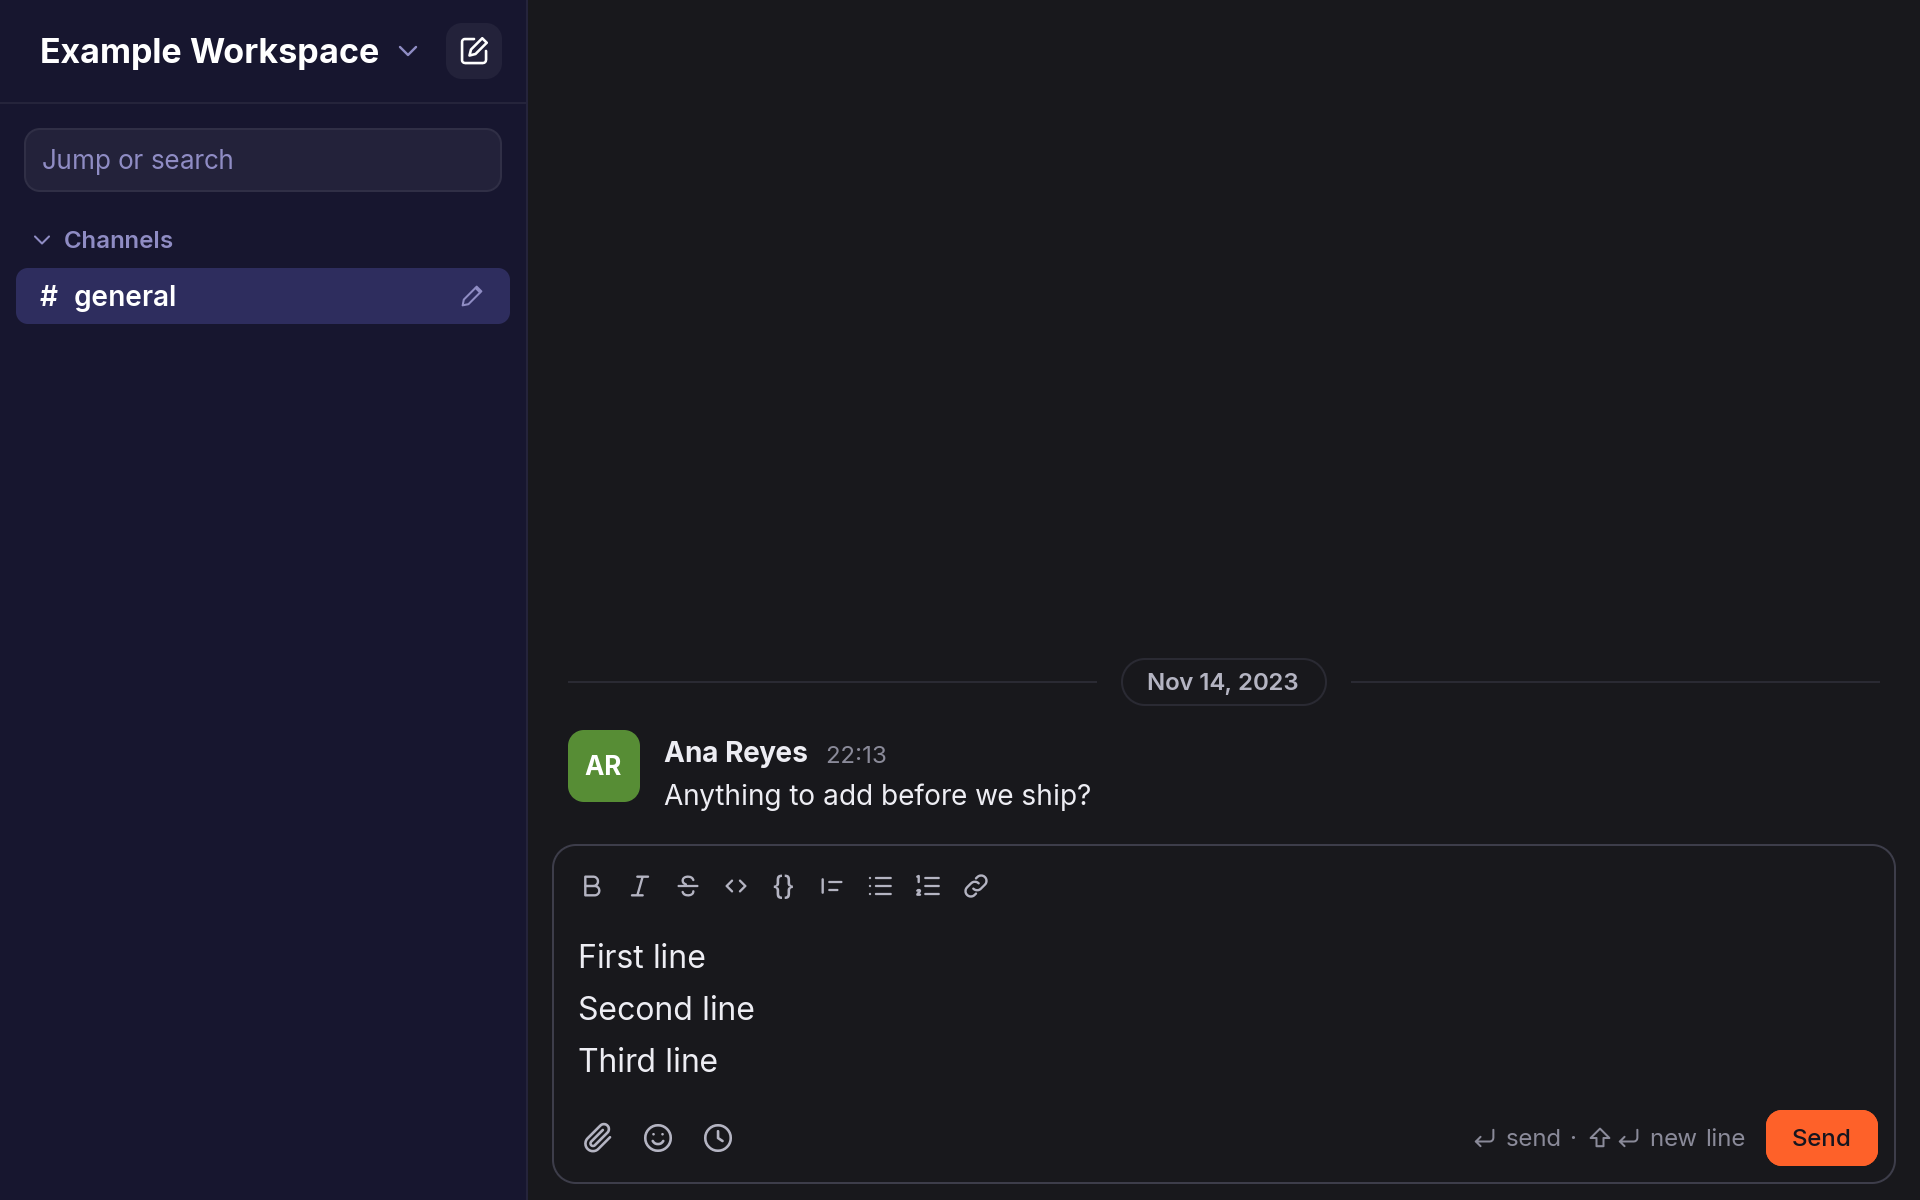 Example Workspace
Jump or search
Channels
# general
Nov 14, 2023
AR
Ana Reyes 22:13
Anything to add before we ship?
First line
Second line
Third line
send · new line
Send